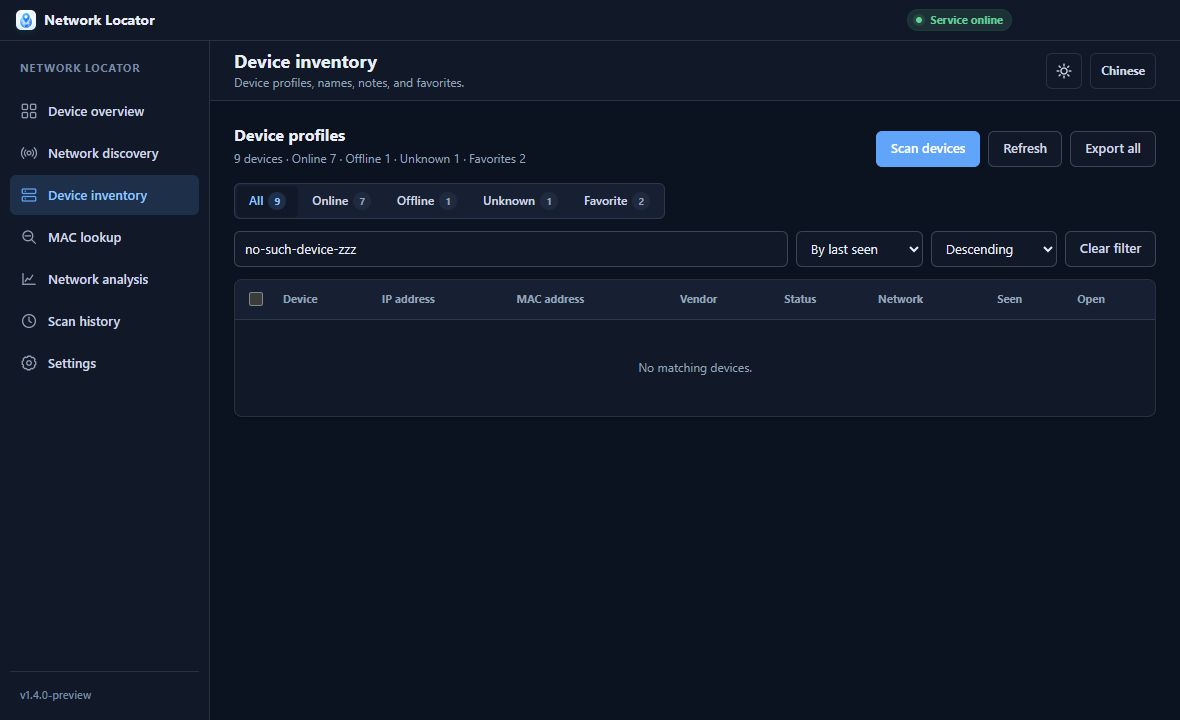 Network Locator
Service online
NETWORK LOCATOR
Device overview
Network discovery
Device inventory
MAC lookup
Network analysis
Scan history
Settings
v1.4.0-preview
Device inventory
Device profiles, names, notes, and favorites.
Chinese
Device profiles
9 devices · Online 7 · Offline 1 · Unknown 1 · Favorites 2
Scan devices
Refresh
Export all
All 9 Online 7 Offline 1 Unknown 1 Favorite 2
no-such-device-zzz
By last seen
Descending
Clear filter
Device IP address MAC address Vendor Status Network Seen Open
No matching devices.